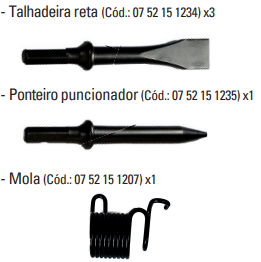 - Talhadeira reta (Cód.: 07 52 15 1234) x3
- Ponteiro puncionador (Cód.: 07 52 15 1235) x1
- Mola (Cód.: 07 52 15 1207) x1